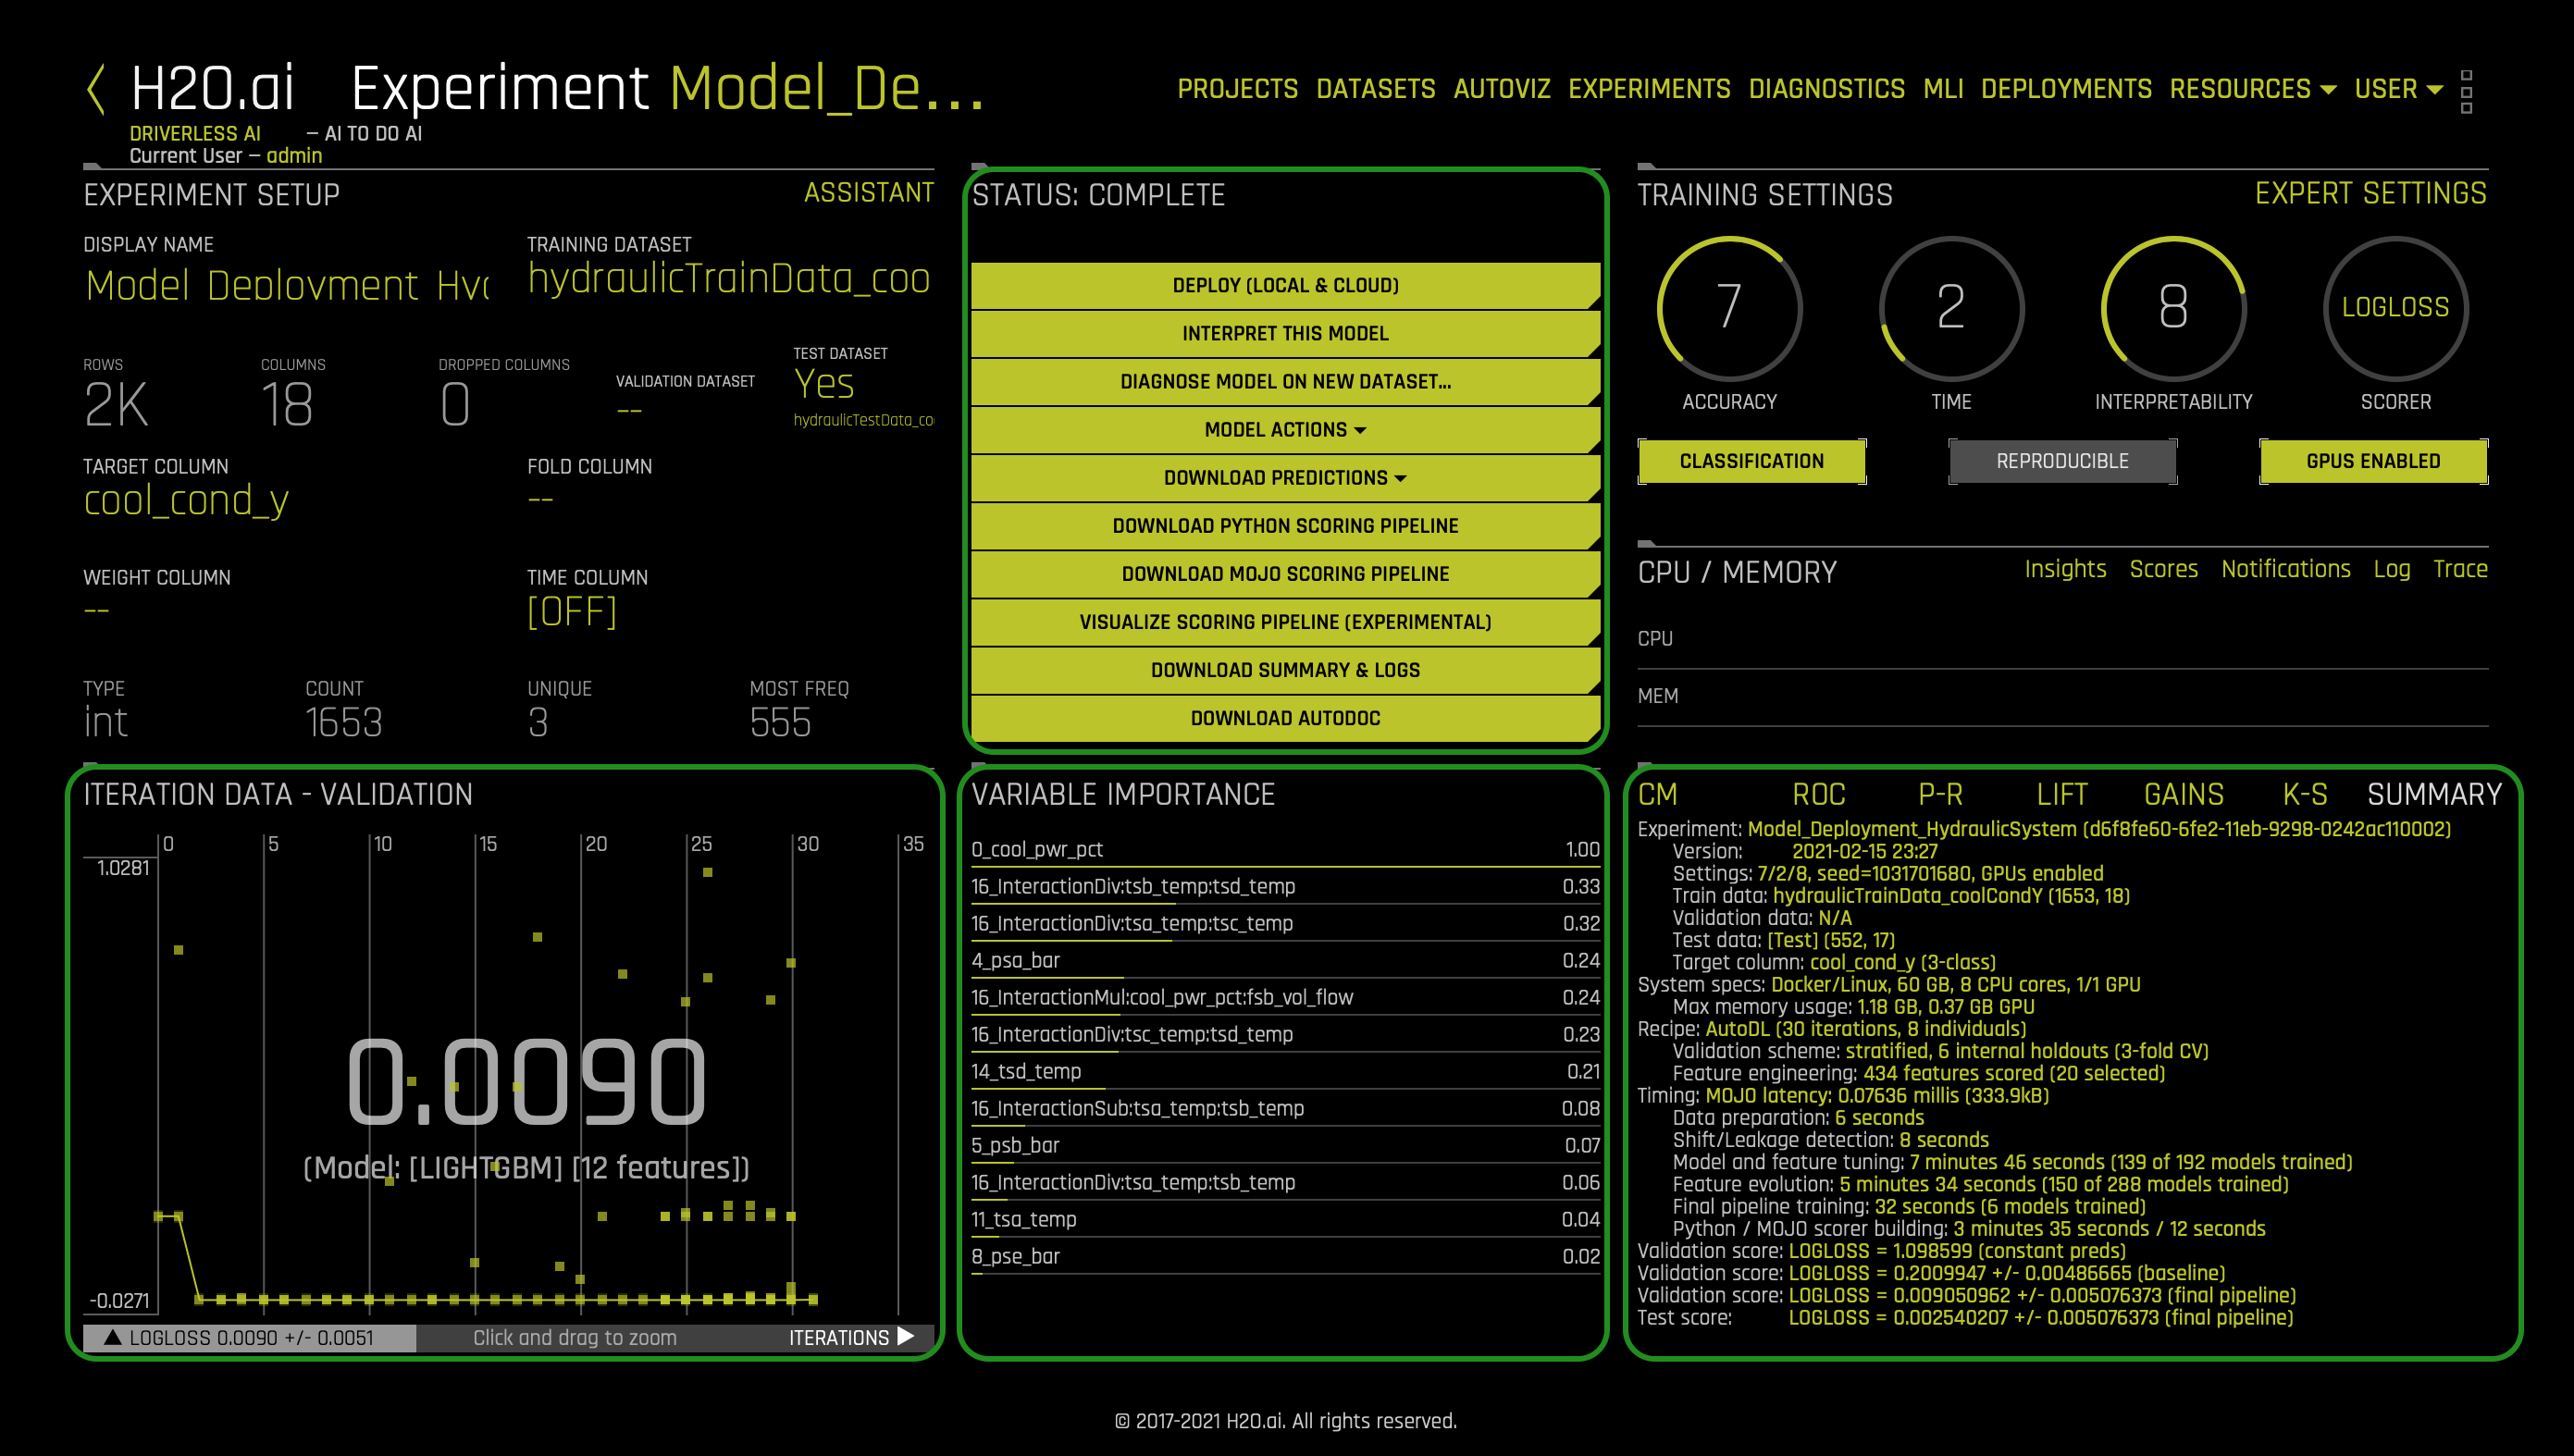 H2O.ai Experiment Model_De...
DRIVERLESS AI – AI TO DO AI
Current User – admin
PROJECTS DATASETS AUTOVIZ EXPERIMENTS DIAGNOSTICS MLI DEPLOYMENTS RESOURCES USER
EXPERIMENT SETUP ASSISTANT
DISPLAY NAME TRAINING DATASET
Model Deployment Hy hydraulicTrainData_coo
ROWS COLUMNS DROPPED COLUMNS VALIDATION DATASET TEST DATASET
2K 18 0 -- Yes
hydraulicTestData_co
TARGET COLUMN FOLD COLUMN
cool_cond_y --
WEIGHT COLUMN TIME COLUMN
-- [OFF]
TYPE COUNT UNIQUE MOST FREQ
int 1653 3 555
STATUS: COMPLETE
DEPLOY (LOCAL & CLOUD)
INTERPRET THIS MODEL
DIAGNOSE MODEL ON NEW DATASET...
MODEL ACTIONS
DOWNLOAD PREDICTIONS
DOWNLOAD PYTHON SCORING PIPELINE
DOWNLOAD MOJO SCORING PIPELINE
VISUALIZE SCORING PIPELINE (EXPERIMENTAL)
DOWNLOAD SUMMARY & LOGS
DOWNLOAD AUTODOC
TRAINING SETTINGS EXPERT SETTINGS
7 2 8 LOGLOSS
ACCURACY TIME INTERPRETABILITY SCORER
CLASSIFICATION REPRODUCIBLE GPUS ENABLED
CPU / MEMORY Insights Scores Notifications Log Trace
CPU
MEM
ITERATION DATA - VALIDATION
0 5 10 15 20 25 30 35
1.0281
0.0090
(Model: [LIGHTGBM] [12 features])
-0.0271
LOGLOSS 0.0090 +/- 0.0051 Click and drag to zoom ITERATIONS
VARIABLE IMPORTANCE
0_cool_pwr_pct 1.00
16_InteractionDiv:tsb_temp:tsd_temp 0.33
16_InteractionDiv:tsa_temp:tsc_temp 0.32
4_psa_bar 0.24
16_InteractionMul:cool_pwr_pct:fsb_vol_flow 0.24
16_InteractionDiv:tsc_temp:tsd_temp 0.23
14_tsd_temp 0.21
16_InteractionSub:tsa_temp:tsb_temp 0.08
5_psb_bar 0.07
16_InteractionDiv:tsa_temp:tsb_temp 0.06
11_tsa_temp 0.04
8_pse_bar 0.02
CM ROC P-R LIFT GAINS K-S SUMMARY
Experiment: Model_Deployment_HydraulicSystem (d6f8fe60-6fe2-11eb-9298-0242ac110002)
Version: 2021-02-15 23:27
Settings: 7/2/8, seed=1031701680, GPUs enabled
Train data: hydraulicTrainData_coolCondY (1653, 18)
Validation data: N/A
Test data: [Test] (552, 17)
Target column: cool_cond_y (3-class)
System specs: Docker/Linux, 60 GB, 8 CPU cores, 1/1 GPU
Max memory usage: 1.18 GB, 0.37 GB GPU
Recipe: AutoDL (30 iterations, 8 individuals)
Validation scheme: stratified, 6 internal holdouts (3-fold CV)
Feature engineering: 434 features scored (20 selected)
Timing: MOJO latency: 0.07636 millis (333.9kB)
Data preparation: 6 seconds
Shift/Leakage detection: 8 seconds
Model and feature tuning: 7 minutes 46 seconds (139 of 192 models trained)
Feature evolution: 5 minutes 34 seconds (150 of 288 models trained)
Final pipeline training: 32 seconds (6 models trained)
Python / MOJO scorer building: 3 minutes 35 seconds / 12 seconds
Validation score: LOGLOSS = 1.098599 (constant preds)
Validation score: LOGLOSS = 0.2009947 +/- 0.00486665 (baseline)
Validation score: LOGLOSS = 0.009050962 +/- 0.005076373 (final pipeline)
Test score: LOGLOSS = 0.002540207 +/- 0.005076373 (final pipeline)
© 2017-2021 H2O.ai. All rights reserved.